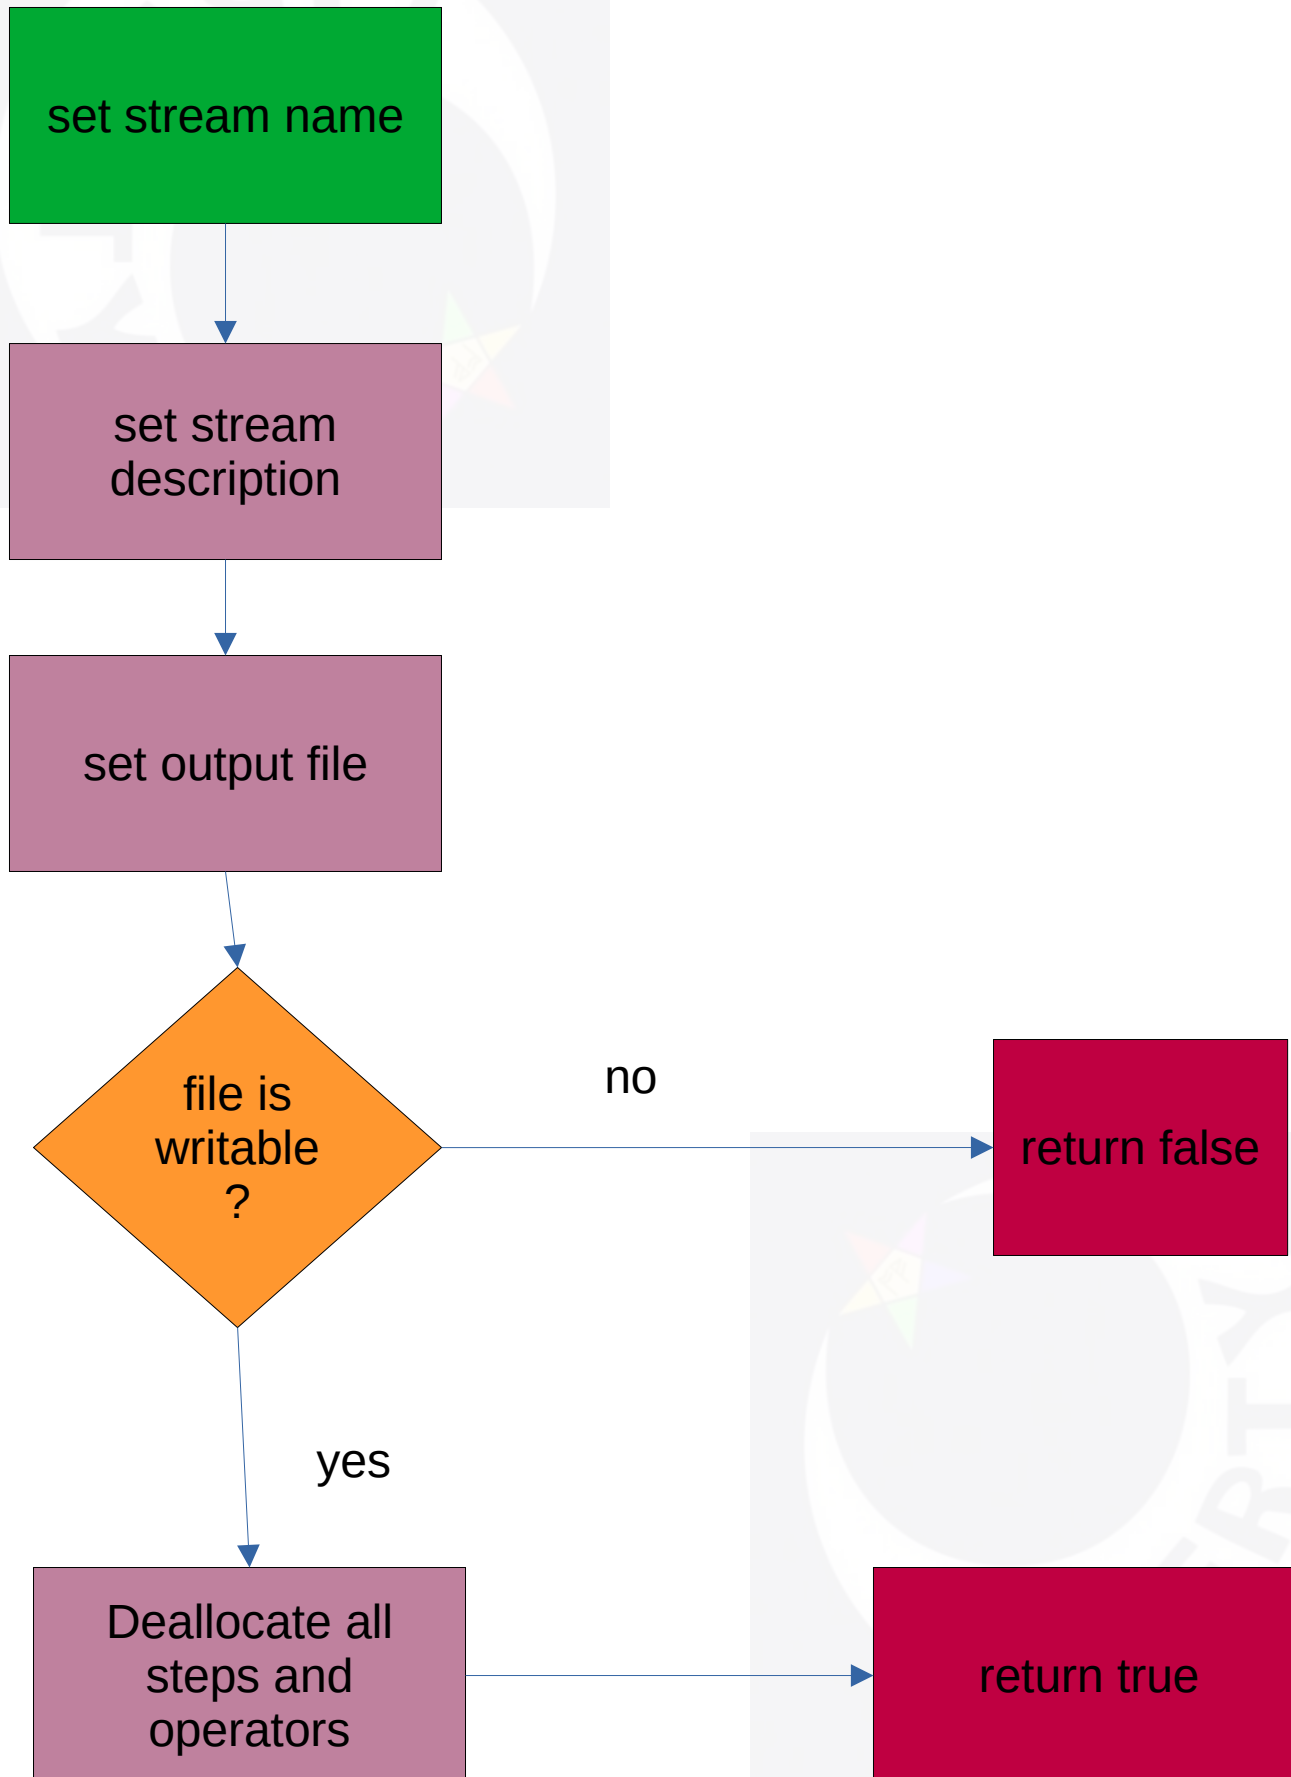 set stream name
set stream
description
set output file
file is
writable
?
no
return false
yes
Deallocate all
steps and
operators
return true